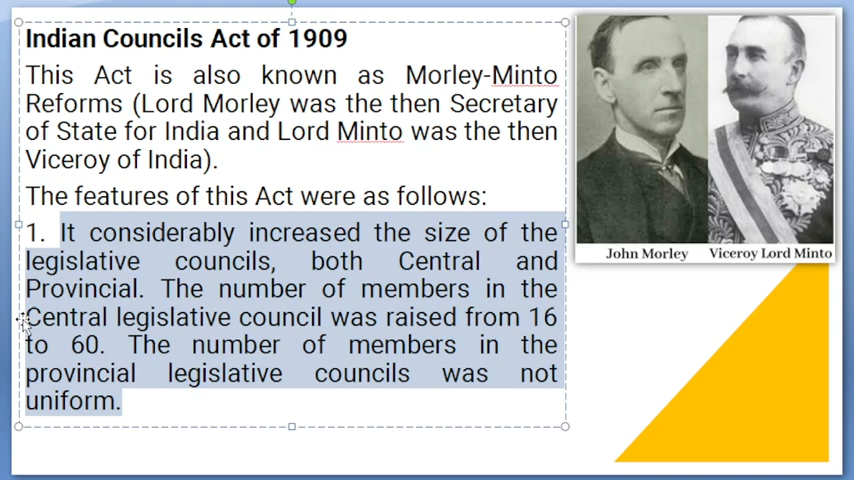 Indian Councils Act of 1909
This Act is also known as Morley-Minto
Reforms (Lord Morley was the then Secretary
of State for India and Lord Minto was the then
Viceroy of India).
The features of this Act were as follows:
1. It considerably increased the size of the
legislative councils, both Central and
Provincial. The number of members in the
Central legislative council was raised from 16
to 60. The number of members in the
provincial legislative councils was not
uniform.
John Morley
Viceroy Lord Minto